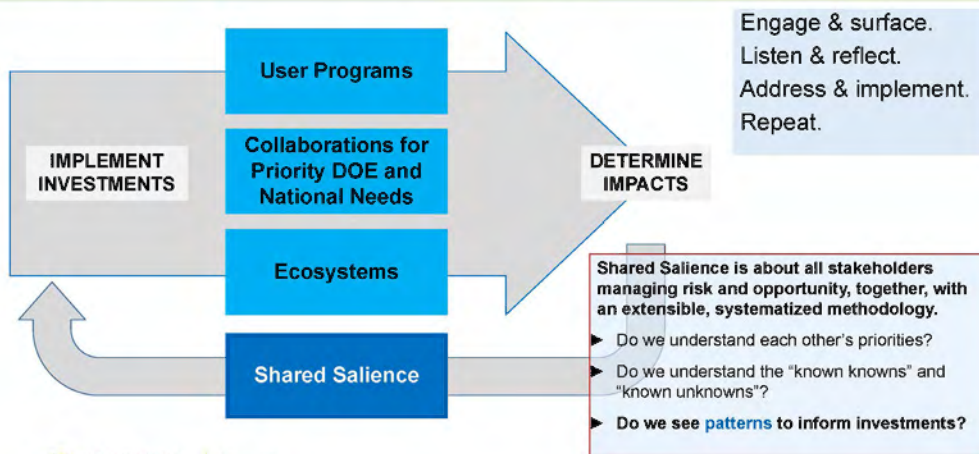 Engage & surface.
Listen & reflect.
Address & implement.
Repeat.
User Programs
IMPLEMENT
INVESTMENTS
Collaborations for
Priority DOE and
National Needs
DETERMINE
IMPACTS
Ecosystems
Shared Salience
Shared Salience is about all stakeholders
managing risk and opportunity, together, with
an extensible, systematized methodology.
► Do we understand each other's priorities?
► Do we understand the “known knowns” and
“known unknowns”?
► Do we see patterns to inform investments?